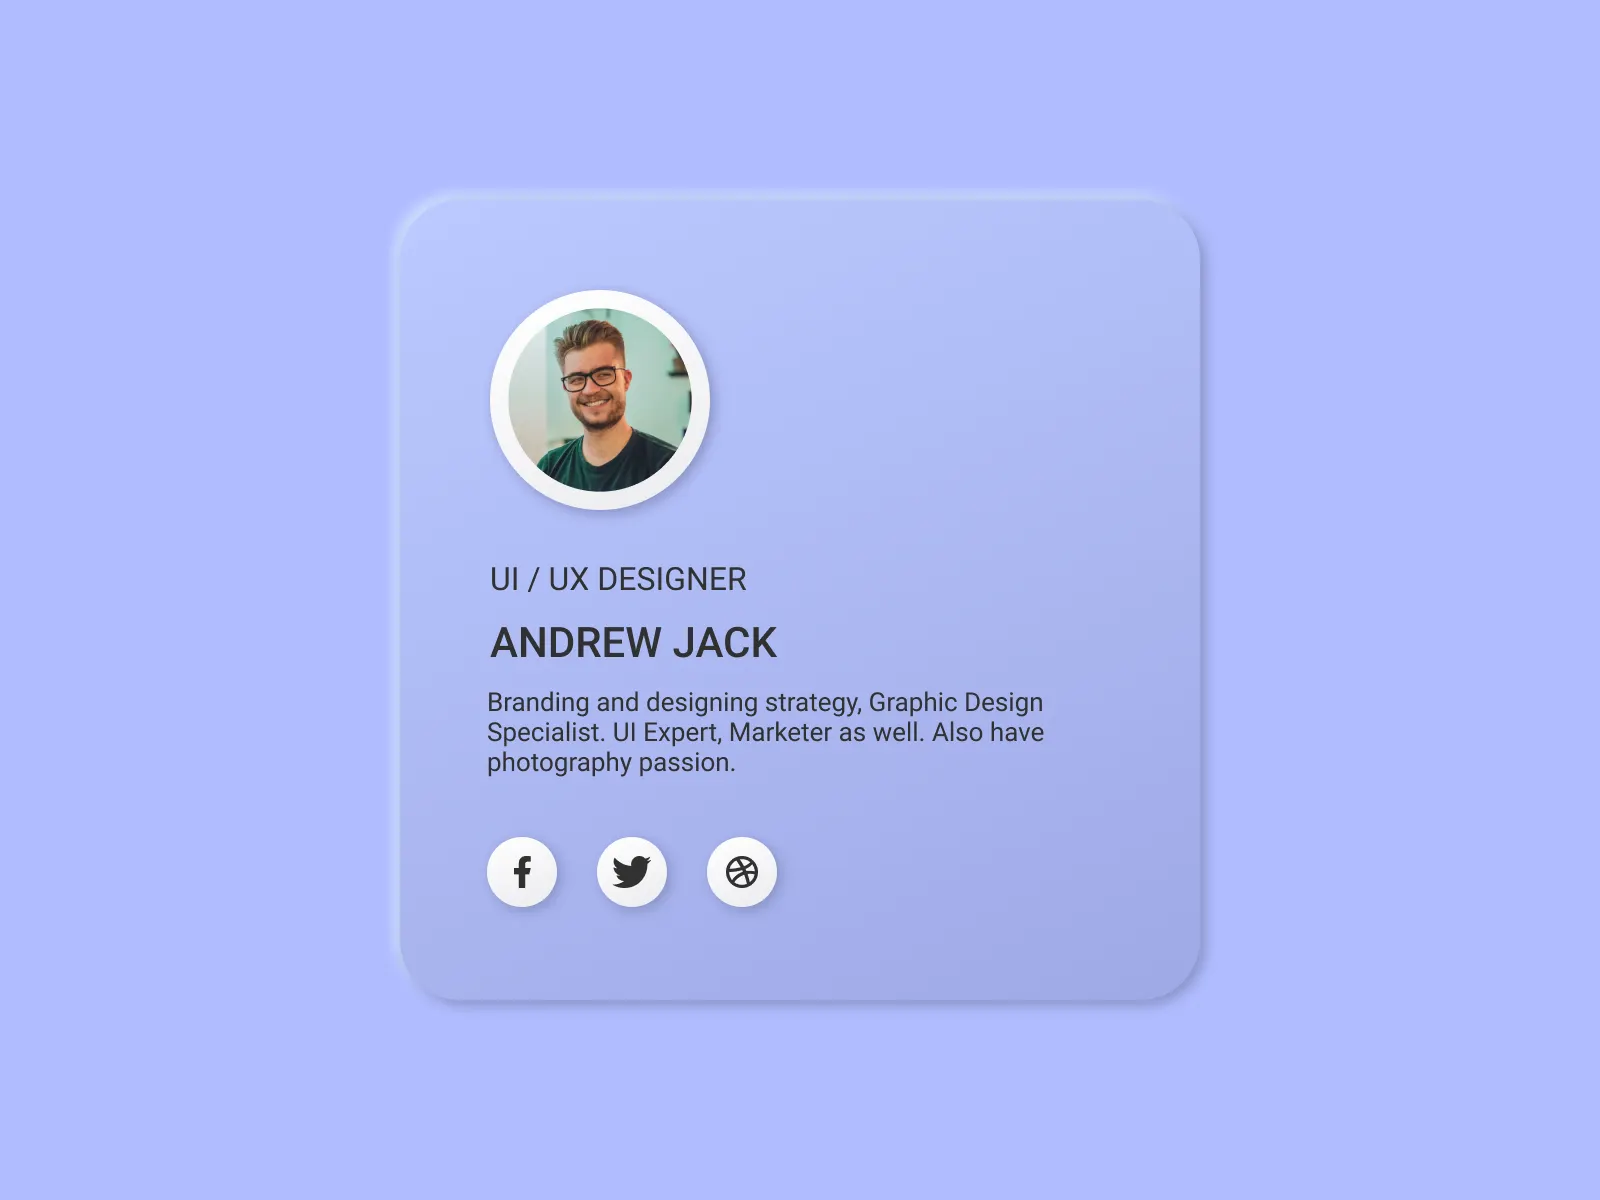 UI / UX DESIGNER
ANDREW JACK
Branding and designing strategy, Graphic Design
Specialist. UI Expert, Marketer as well. Also have
photography passion.